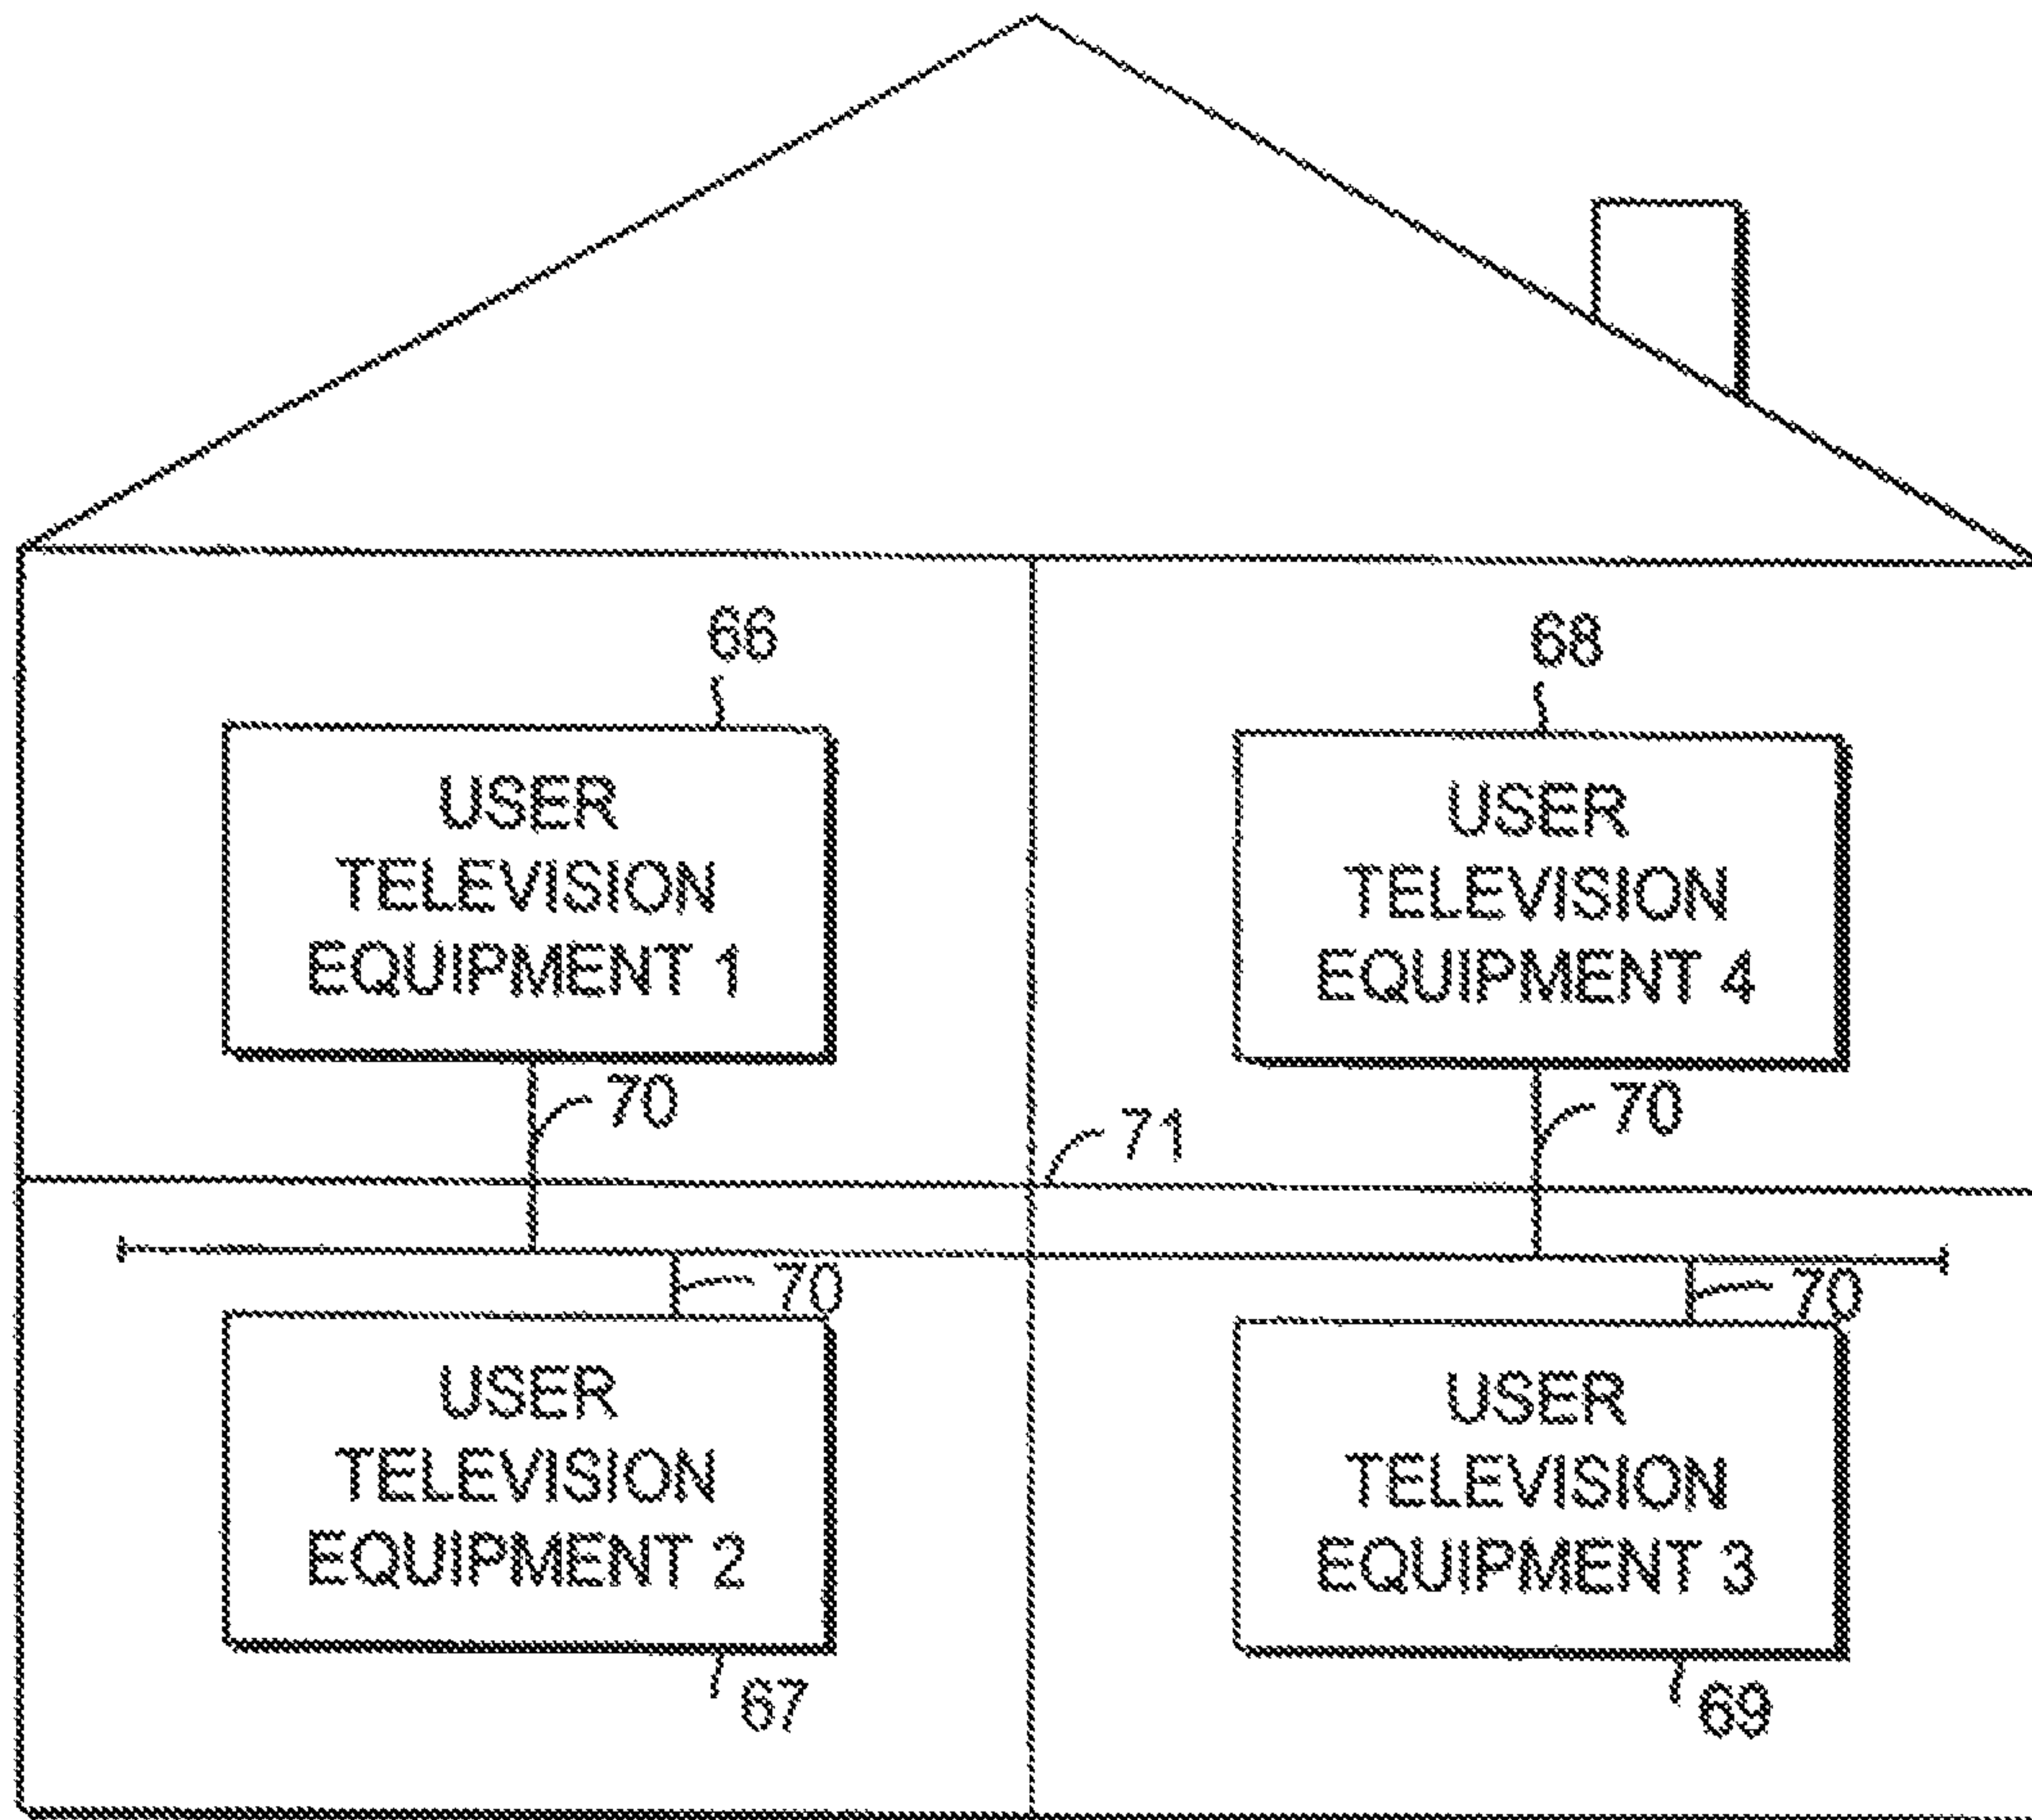 66
68
USER
TELEVISION
EQUIPMENT 1
USER
TELEVISION
EQUIPMENT 4
70
71
70
70
70
USER
TELEVISION
EQUIPMENT 2
USER
TELEVISION
EQUIPMENT 3
67
69